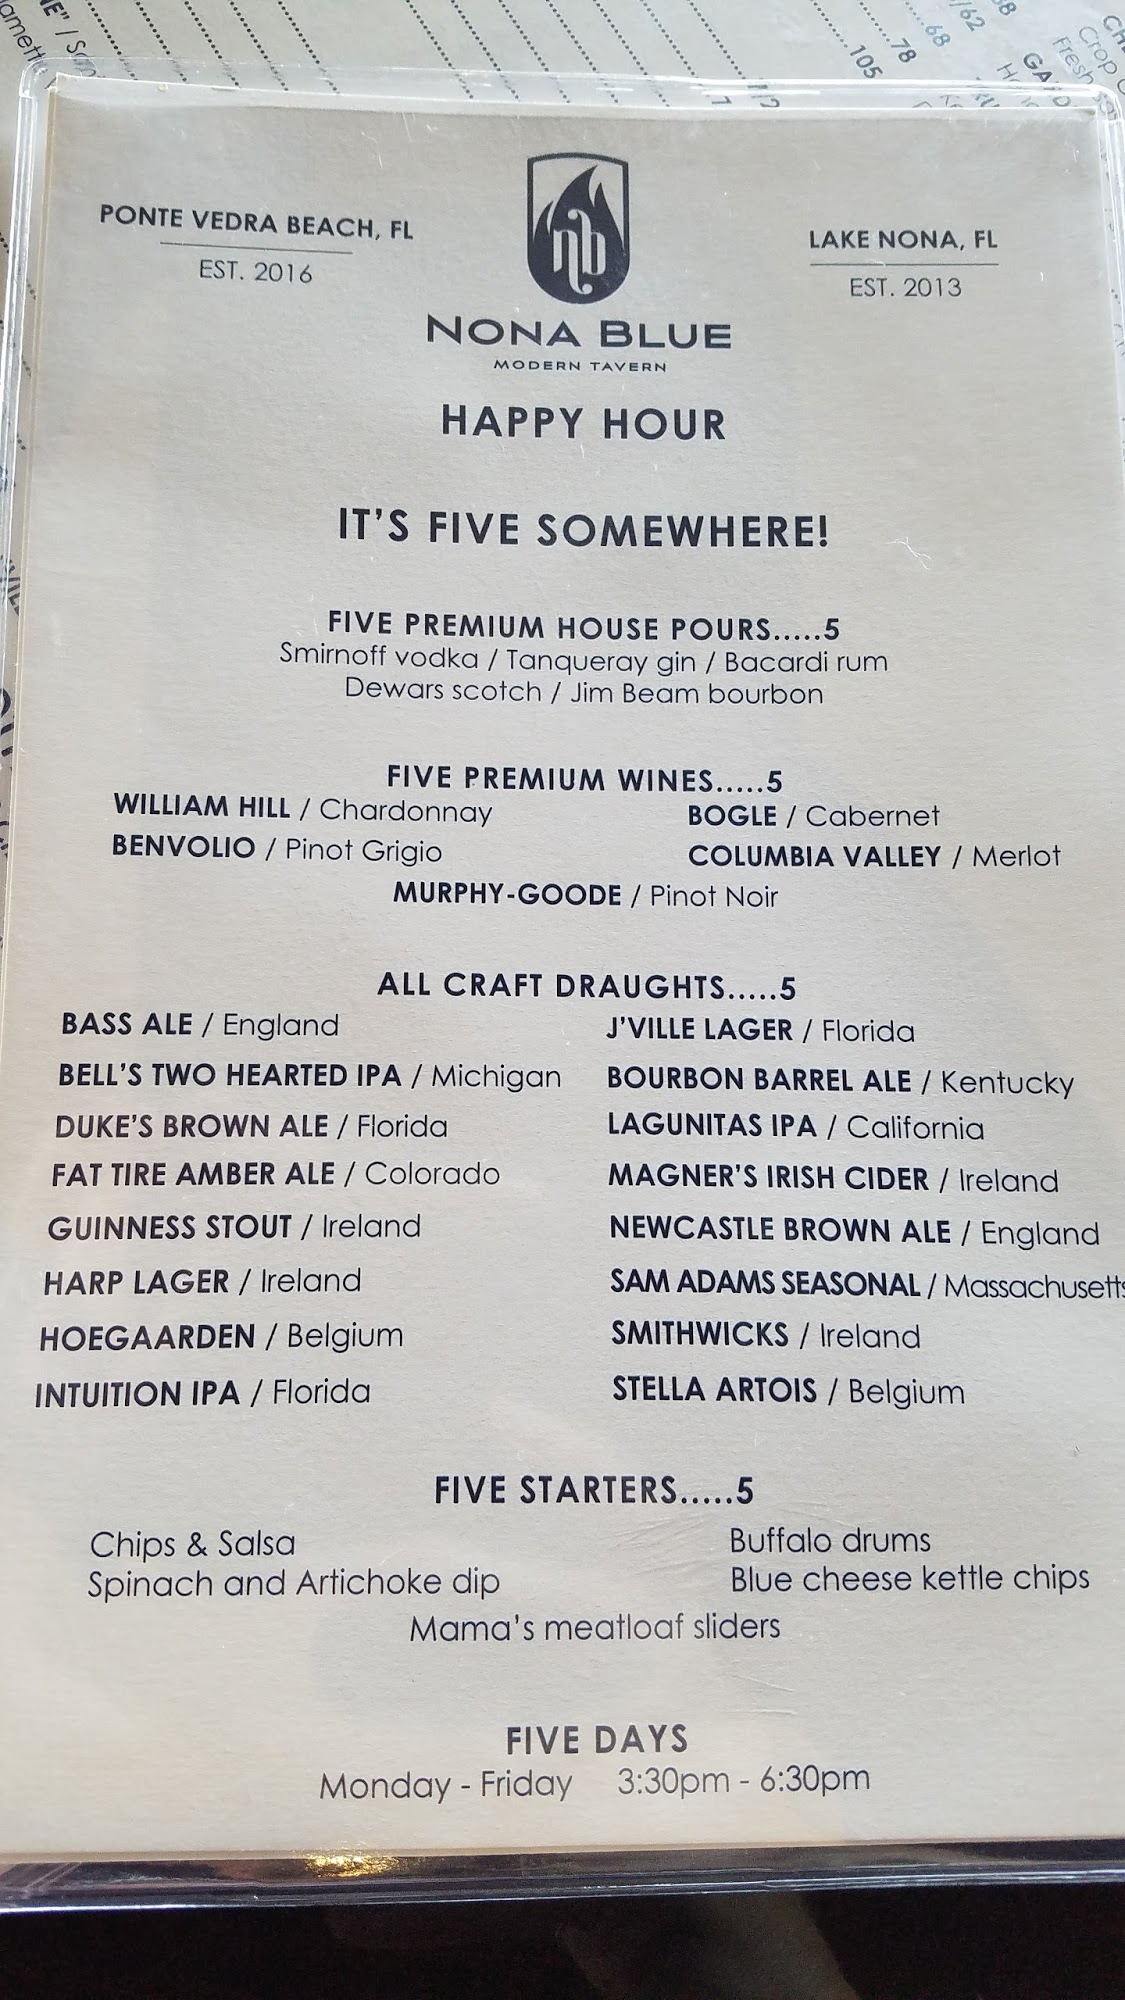 105
78
68
/62
PONTE VEDRA BEACH, FL
EST. 2016
nb
LAKE NONA, FL
EST. 2013
NONA BLUE
MODERN TAVERN
HAPPY HOUR
IT'S FIVE SOMEWHERE!
FIVE PREMIUM HOUSE POURS.....5
Smirnoff vodka / Tanqueray gin / Bacardi rum
Dewars scotch / Jim Beam bourbon
FIVE PREMIUM WINES.....5
WILLIAM HILL / Chardonnay
BENVOLIO / Pinot Grigio
BOGLE / Cabernet
COLUMBIA VALLEY / Merlot
MURPHY-GOODE / Pinot Noir
ALL CRAFT DRAUGHTS.....5
BASS ALE / England
BELL'S TWO HEARTED IPA / Michigan
DUKE'S BROWN ALE / Florida
FAT TIRE AMBER ALE / Colorado
GUINNESS STOUT / Ireland
HARP LAGER / Ireland
HOEGAARDEN / Belgium
INTUITION IPA / Florida
J'VILLE LAGER / Florida
BOURBON BARREL ALE / Kentucky
LAGUNITAS IPA / California
MAGNER'S IRISH CIDER / Ireland
NEWCASTLE BROWN ALE / England
SAM ADAMS SEASONAL / Massachusetts
SMITHWICKS / Ireland
STELLA ARTOIS / Belgium
FIVE STARTERS.....5
Chips & Salsa
Spinach and Artichoke dip
Buffalo drums
Blue cheese kettle chips
Mama's meatloaf sliders
FIVE DAYS
Monday - Friday 3:30pm - 6:30pm